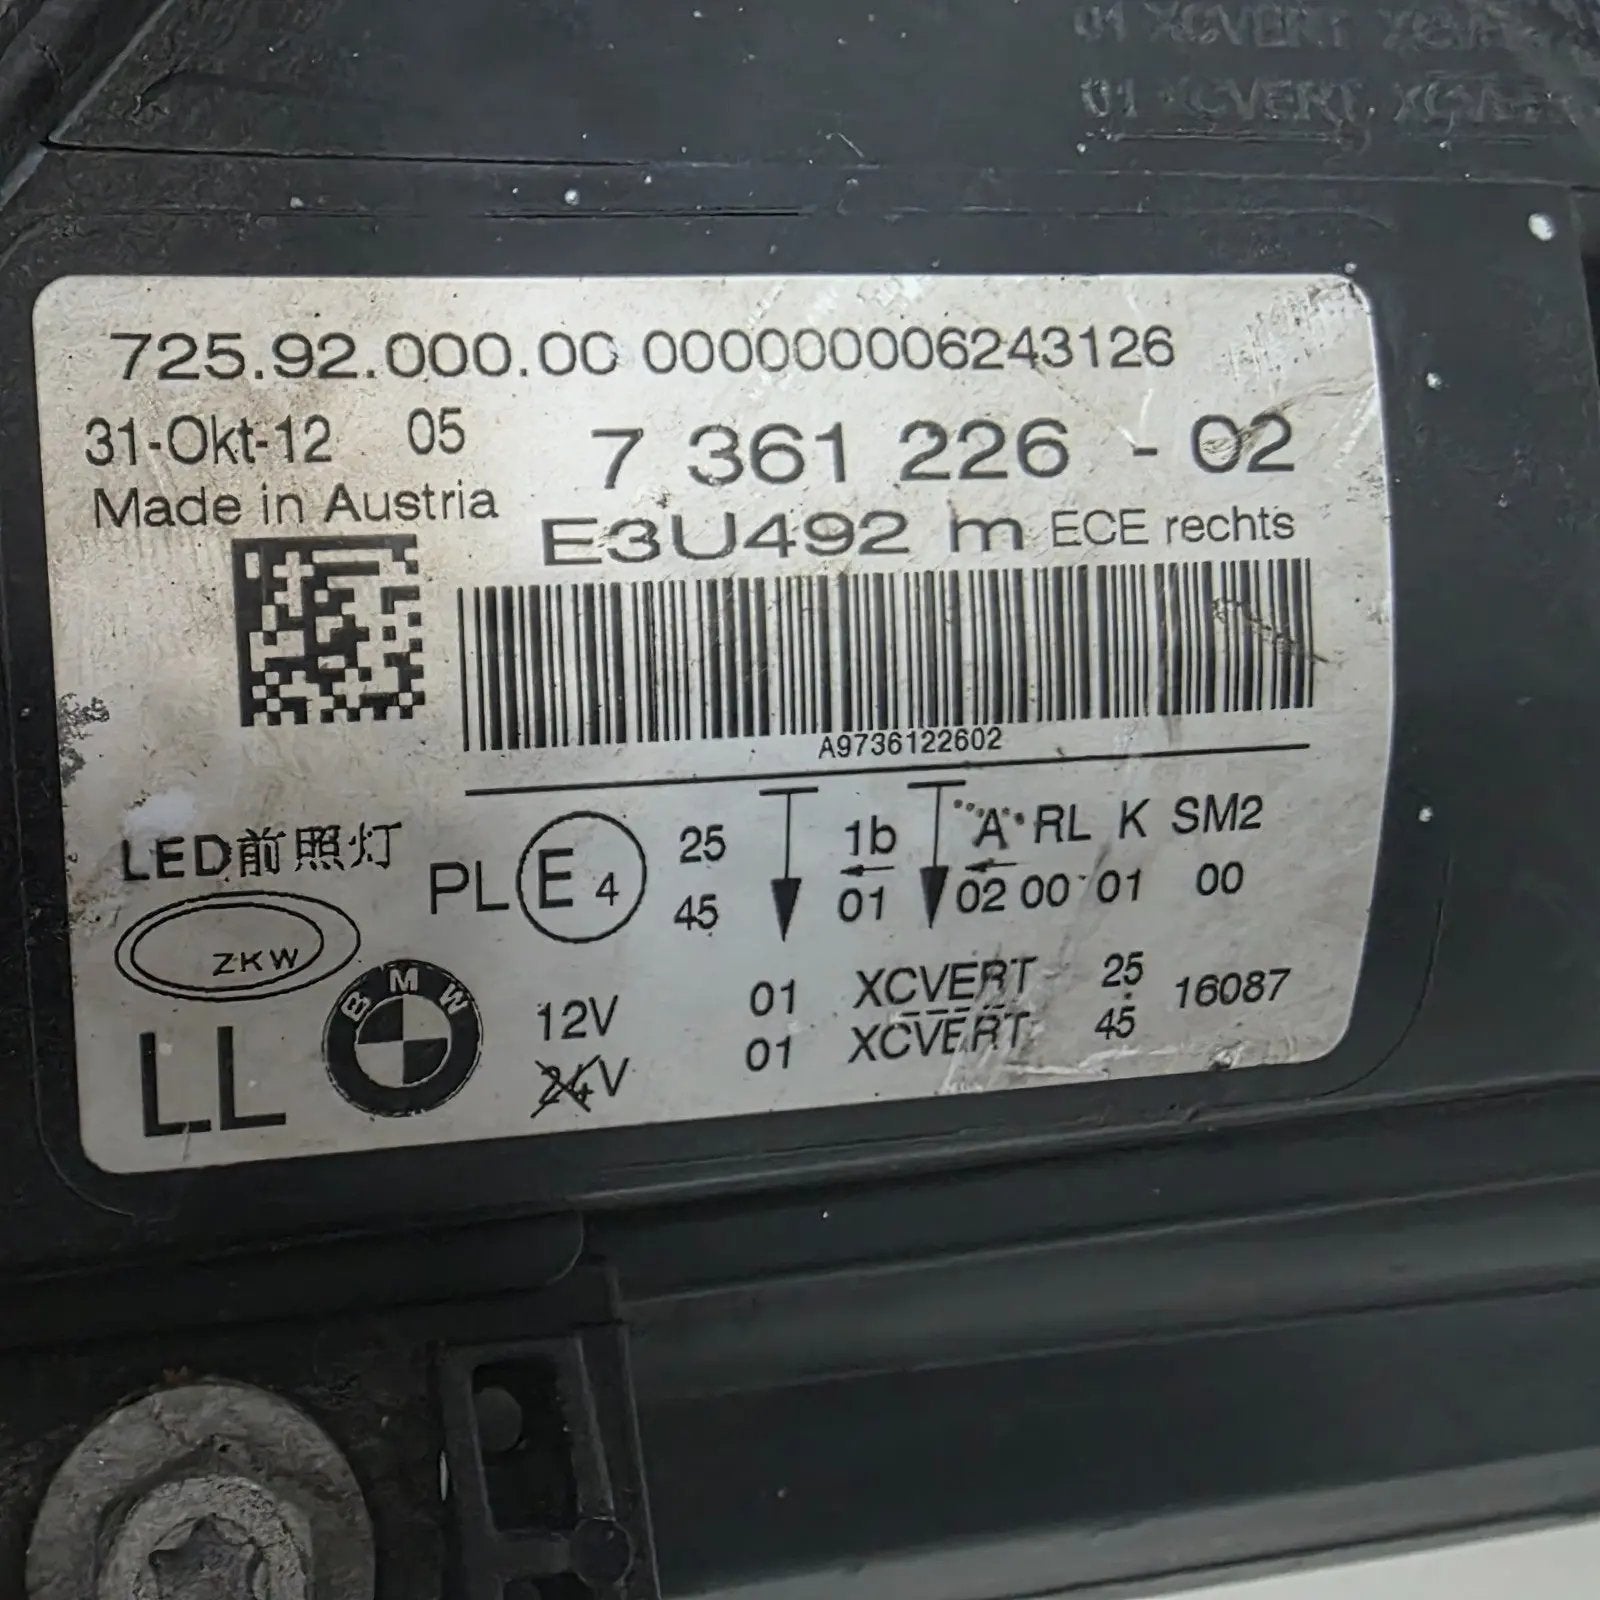 01 XCVERT
01 XCVERT
725.92.000.00 000000006243126
31-Okt-12 05 7 361 226 - 02
Made in Austria
E3U492 m ECE rechts
A9736122602
LED前照灯
ZKW
LL
BMW
PL E4
25 1b A RL K SM2
45 01 02 00 01 00
12V 01 XCVERT 25 16087
24V 01 XCVERT 45